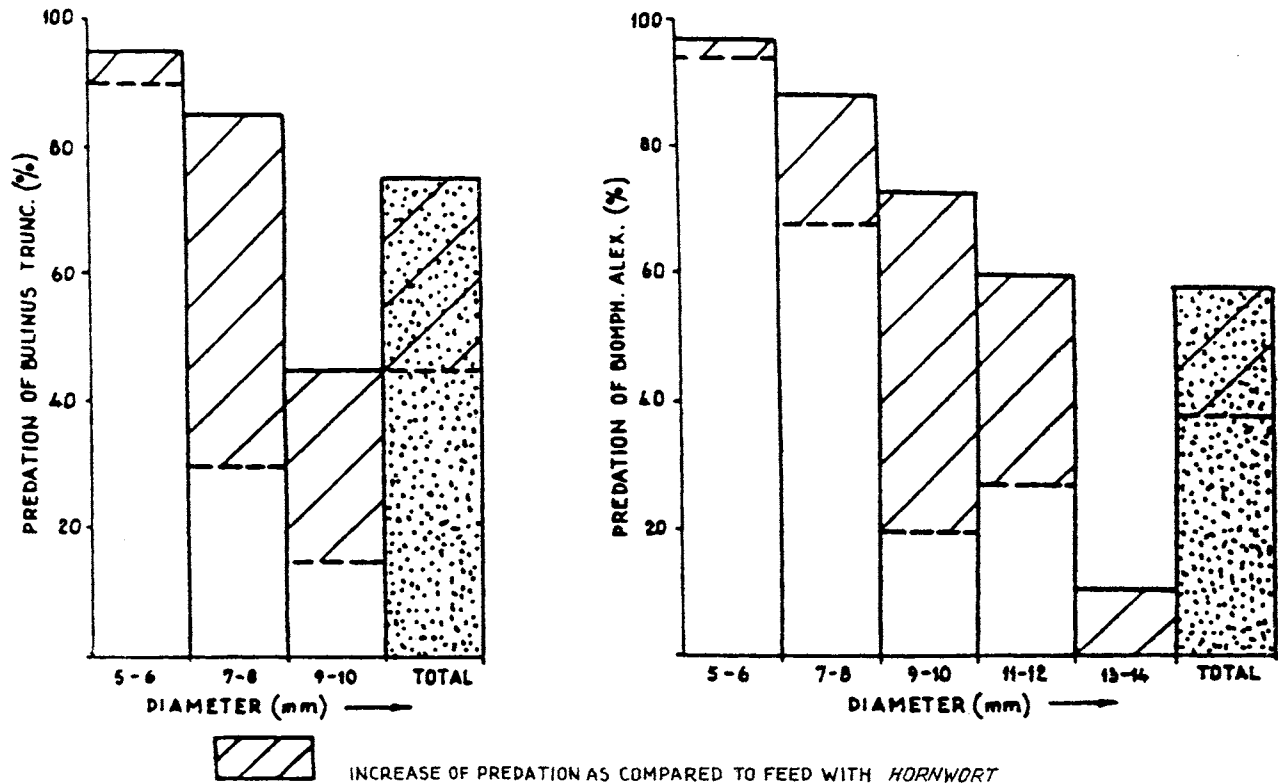 100
80
60
40
20
PREDATION OF BULINUS TRUNC. (%)
5-6 7-8 9-10 TOTAL
DIAMETER (mm)
100
80
60
40
20
PREDATION OF BIOMPH. ALEX. (%)
5-6 7-8 9-10 11-12 13-14 TOTAL
DIAMETER (mm)
INCREASE OF PREDATION AS COMPARED TO FEED WITH HORNWORT